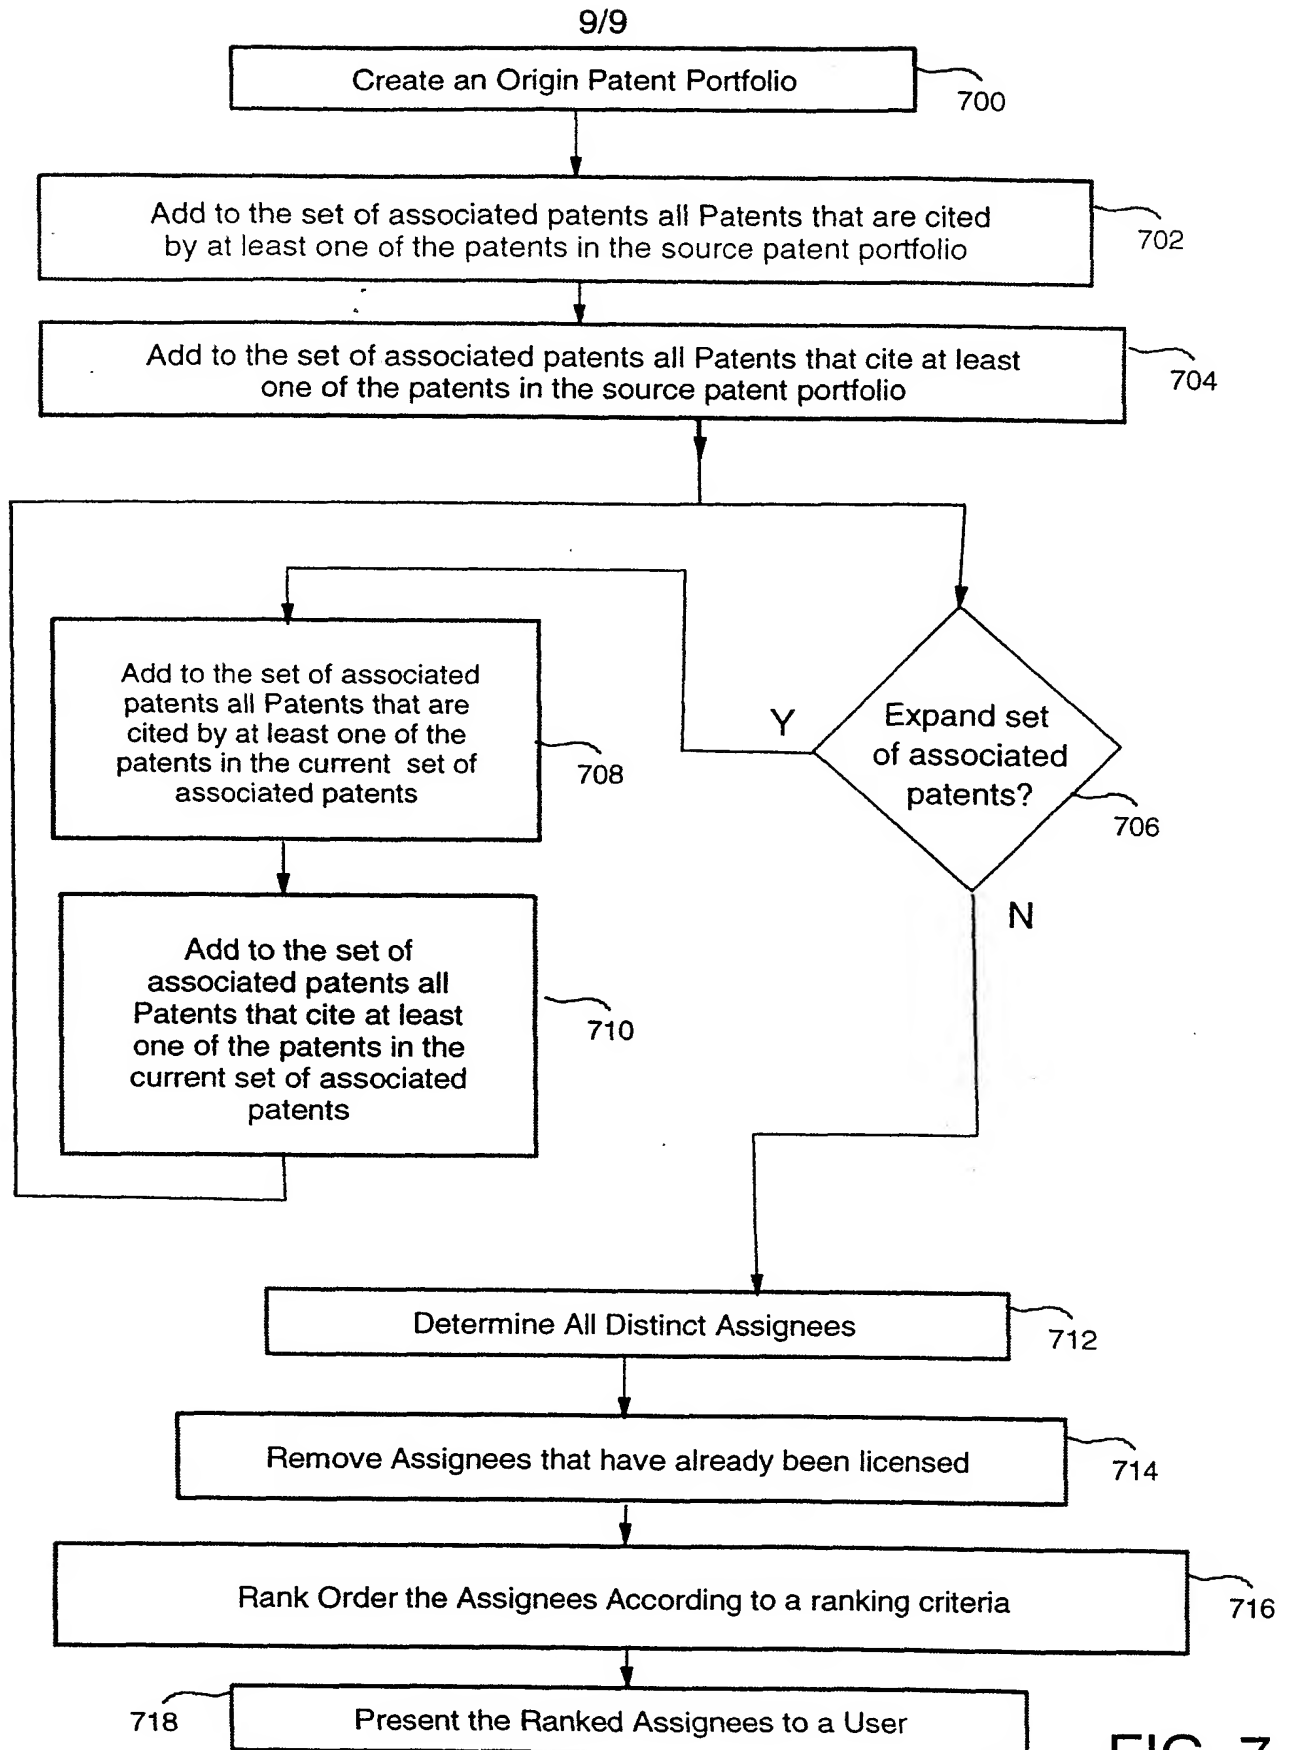 9/9
Create an Origin Patent Portfolio
700
Add to the set of associated patents all Patents that are cited
by at least one of the patents in the source patent portfolio
702
Add to the set of associated patents all Patents that cite at least
one of the patents in the source patent portfolio
704
Add to the set of associated
patents all Patents that are
cited by at least one of the
patents in the current set of
associated patents
708
Y
Expand set
of associated
patents?
706
N
Add to the set of
associated patents all
Patents that cite at least
one of the patents in the
current set of associated
patents
710
Determine All Distinct Assignees
712
Remove Assignees that have already been licensed
714
Rank Order the Assignees According to a ranking criteria
716
718
Present the Ranked Assignees to a User
FIG. 7